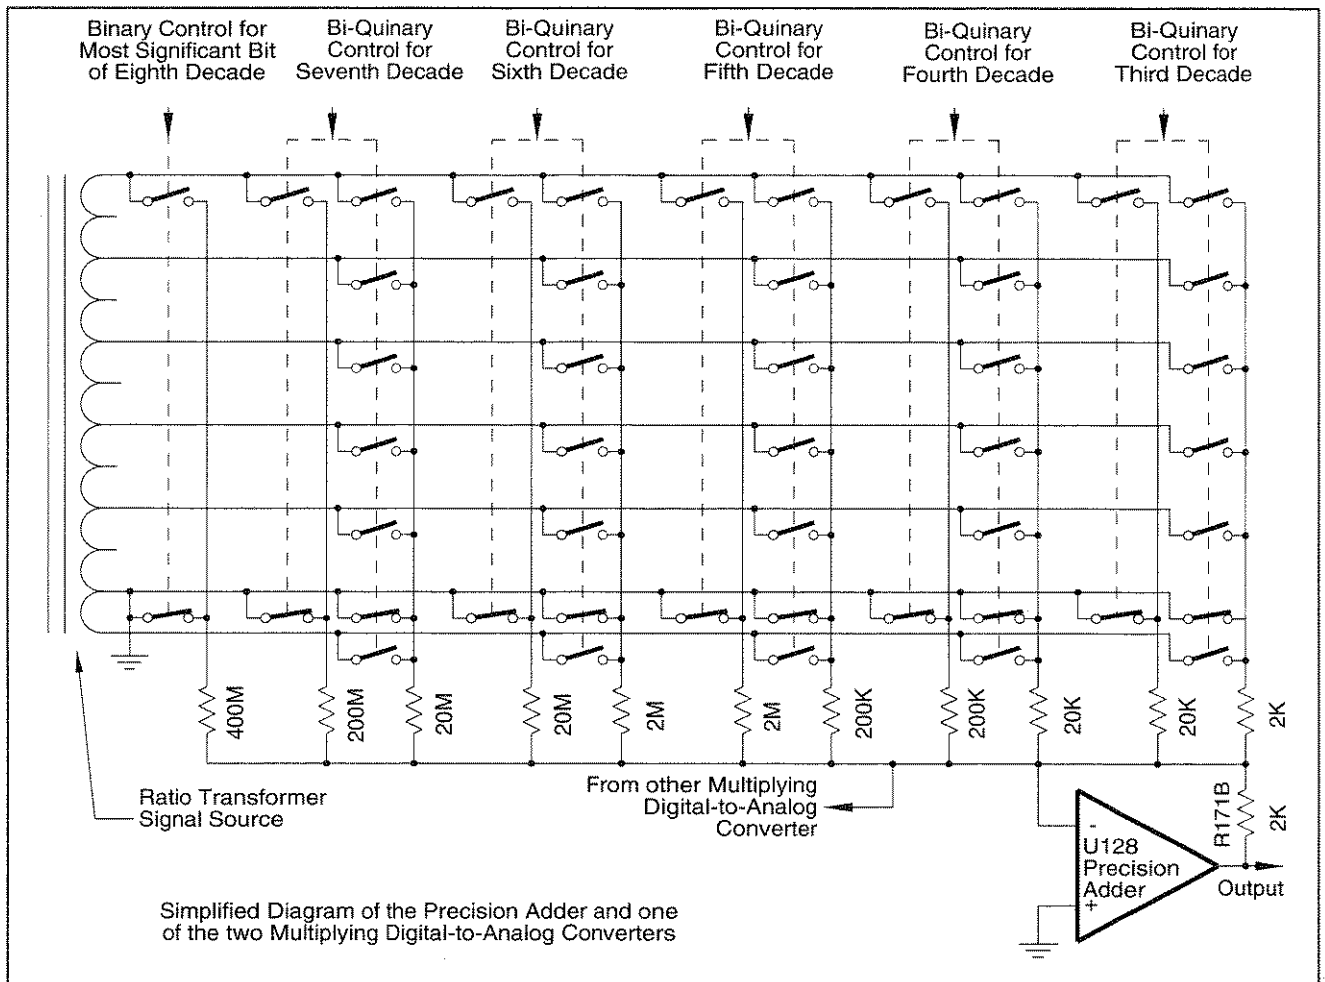 Binary Control for
Most Significant Bit
of Eighth Decade
Bi-Quinary
Control for
Seventh Decade
Bi-Quinary
Control for
Sixth Decade
Bi-Quinary
Control for
Fifth Decade
Bi-Quinary
Control for
Fourth Decade
Bi-Quinary
Control for
Third Decade
400M
200M
20M
20M
2M
2M
200K
200K
20K
20K
2K
Ratio Transformer
Signal Source
From other Multiplying
Digital-to-Analog
Converter
R171B
2K
-
U128
Precision
Adder
+
Output
Simplified Diagram of the Precision Adder and one
of the two Multiplying Digital-to-Analog Converters